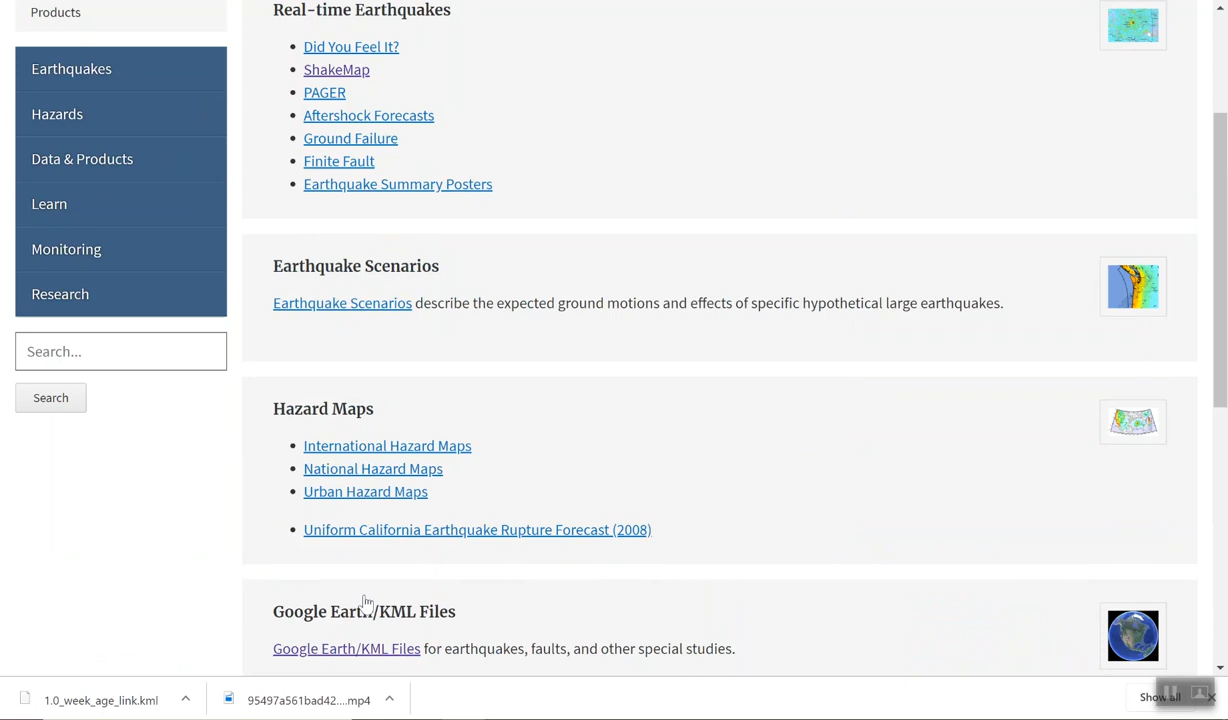 Products
Earthquakes
Hazards
Data & Products
Learn
Monitoring
Research
Search...
Search
Real-time Earthquakes
Did You Feel It?
ShakeMap
PAGER
Aftershock Forecasts
Ground Failure
Finite Fault
Earthquake Summary Posters
Earthquake Scenarios
Earthquake Scenarios describe the expected ground motions and effects of specific hypothetical large earthquakes.
Hazard Maps
International Hazard Maps
National Hazard Maps
Urban Hazard Maps
Uniform California Earthquake Rupture Forecast (2008)
Google Earth/KML Files
Google Earth/KML Files for earthquakes, faults, and other special studies.
1.0_week_age_link.kml
95497a561bad42....mp4
Show all